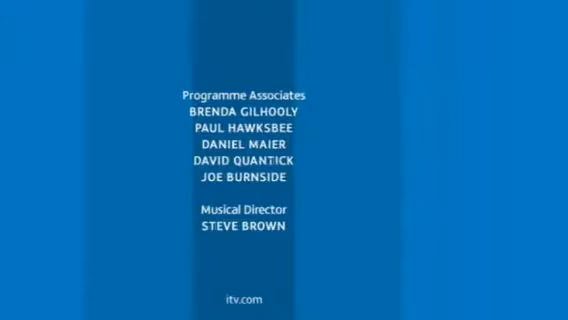 Programme Associates
BRENDA GILHOOLY
PAUL HAWKSBEE
DANIEL MAIER
DAVID QUANTICK
JOE BURNSIDE
Musical Director
STEVE BROWN
itv.com